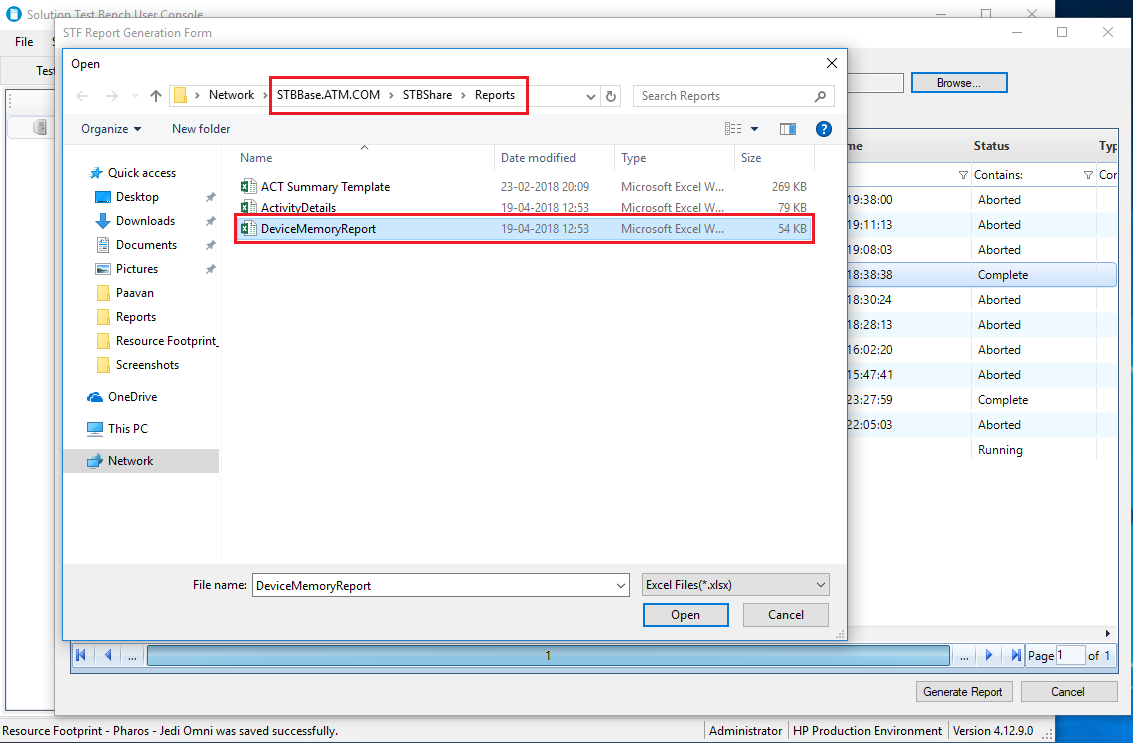 Solution Test Bench User Console
File
STF Report Generation Form
Test
Open
Network > STBBase.ATM.COM > STBShare > Reports
Search Reports
Browse...
Organize
New folder
Name
Date modified
Type
Size
ACT Summary Template 23-02-2018 20:09 Microsoft Excel W... 269 KB
ActivityDetails 19-04-2018 12:53 Microsoft Excel W... 79 KB
DeviceMemoryReport 19-04-2018 12:53 Microsoft Excel W... 54 KB
Quick access
Desktop
Downloads
Documents
Pictures
Paavan
Reports
Resource Footprint_
Screenshots
OneDrive
This PC
Network
me Status Typ
Contains: Con
19:38:00 Aborted
19:11:13 Aborted
19:08:03 Aborted
18:38:38 Complete
18:30:24 Aborted
18:28:13 Aborted
16:02:20 Aborted
15:47:41 Aborted
23:27:59 Complete
22:05:03 Aborted
Running
File name: DeviceMemoryReport
Excel Files(*.xlsx)
Open
Cancel
... 1 ... Page 1 of 1
Generate Report
Cancel
Resource Footprint - Pharos - Jedi Omni was saved successfully.
Administrator
HP Production Environment
Version 4.12.9.0